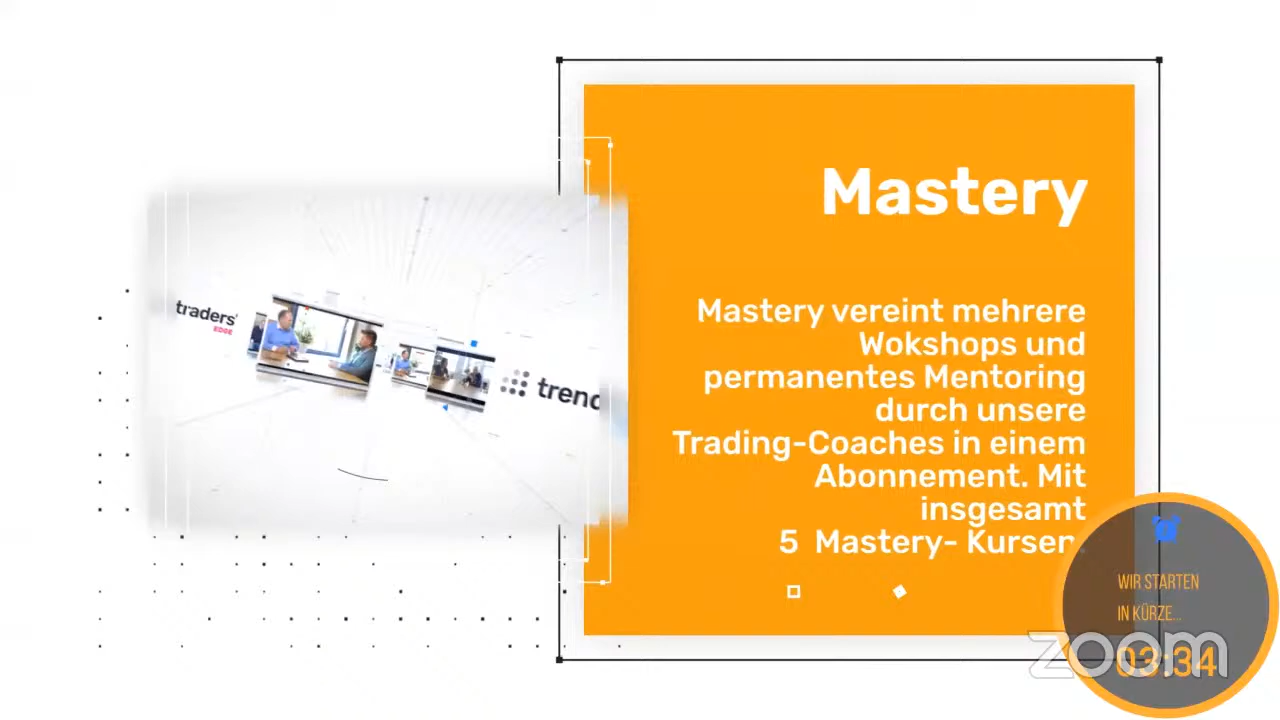 Mastery
Mastery vereint mehrere
Wokshops und
permanentes Mentoring
durch unsere
Trading-Coaches in einem
Abonnement. Mit
insgesamt
5 Mastery- Kursen.
traders'
EDGE
trend
WIR STARTEN
IN KÜRZE...
03:34
zoom